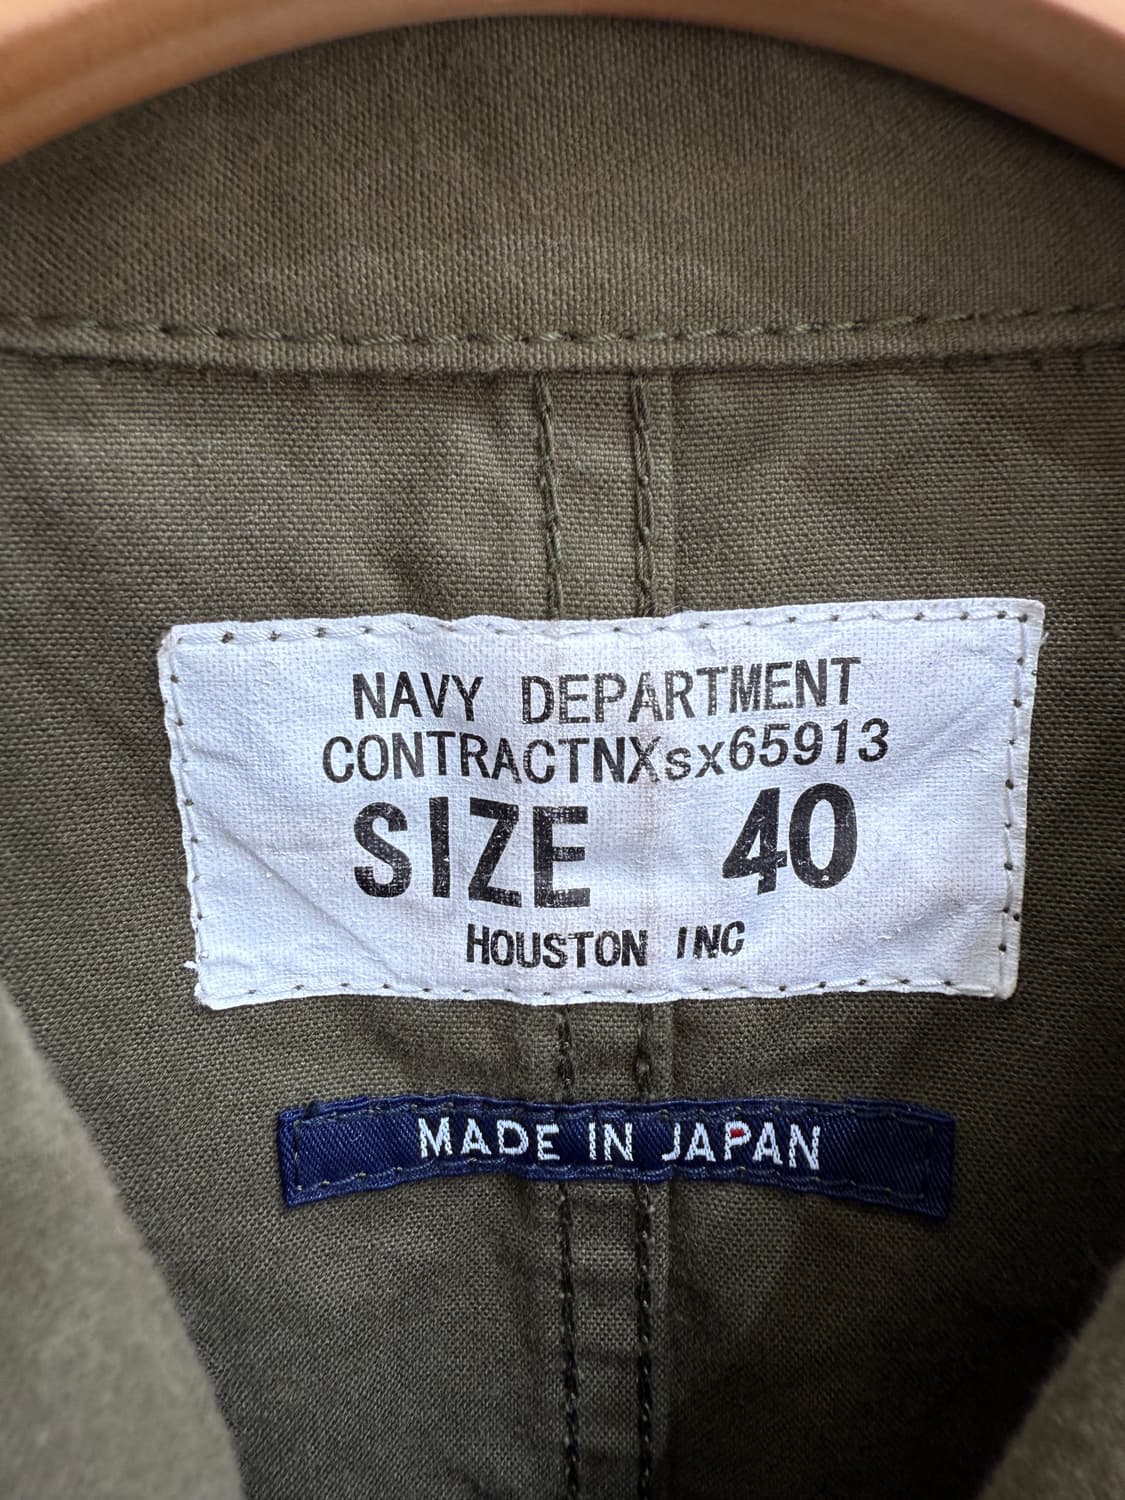 NAVY DEPARTMENT
CONTRACTNXsx65913
SIZE 40
HOUSTON INC
MADE IN JAPAN